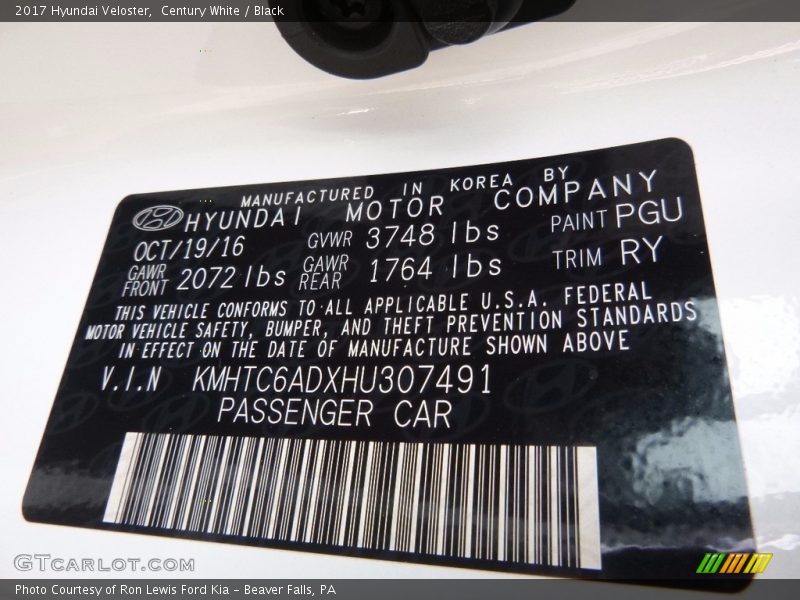 2017 Hyundai Veloster,  Century White / Black
MANUFACTURED IN KOREA BY
HYUNDAI MOTOR COMPANY
OCT/19/16 GVWR 3748 lbs PAINT PGU
GAWR FRONT 2072 lbs GAWR REAR 1764 lbs TRIM RY
THIS VEHICLE CONFORMS TO ALL APPLICABLE U.S.A. FEDERAL
MOTOR VEHICLE SAFETY, BUMPER, AND THEFT PREVENTION STANDARDS
IN EFFECT ON THE DATE OF MANUFACTURE SHOWN ABOVE
V.I.N KMHTC6ADXHU307491
PASSENGER CAR
GTCarLot.com
Photo Courtesy of Ron Lewis Ford Kia – Beaver Falls, PA